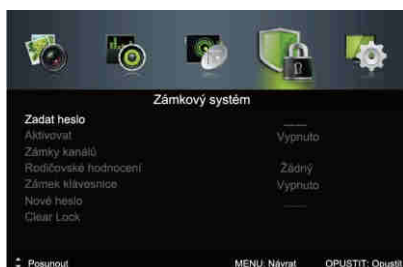 Zámkový systém
Zadat heslo
Aktivovat Vypnuto
Zámky kanálů
Rodičovské hodnocení Žádný
Zámek klávesnice Vypnuto
Nové heslo
Clear Lock
Posunout MENU: Návrat OPUSTIT: Opustit